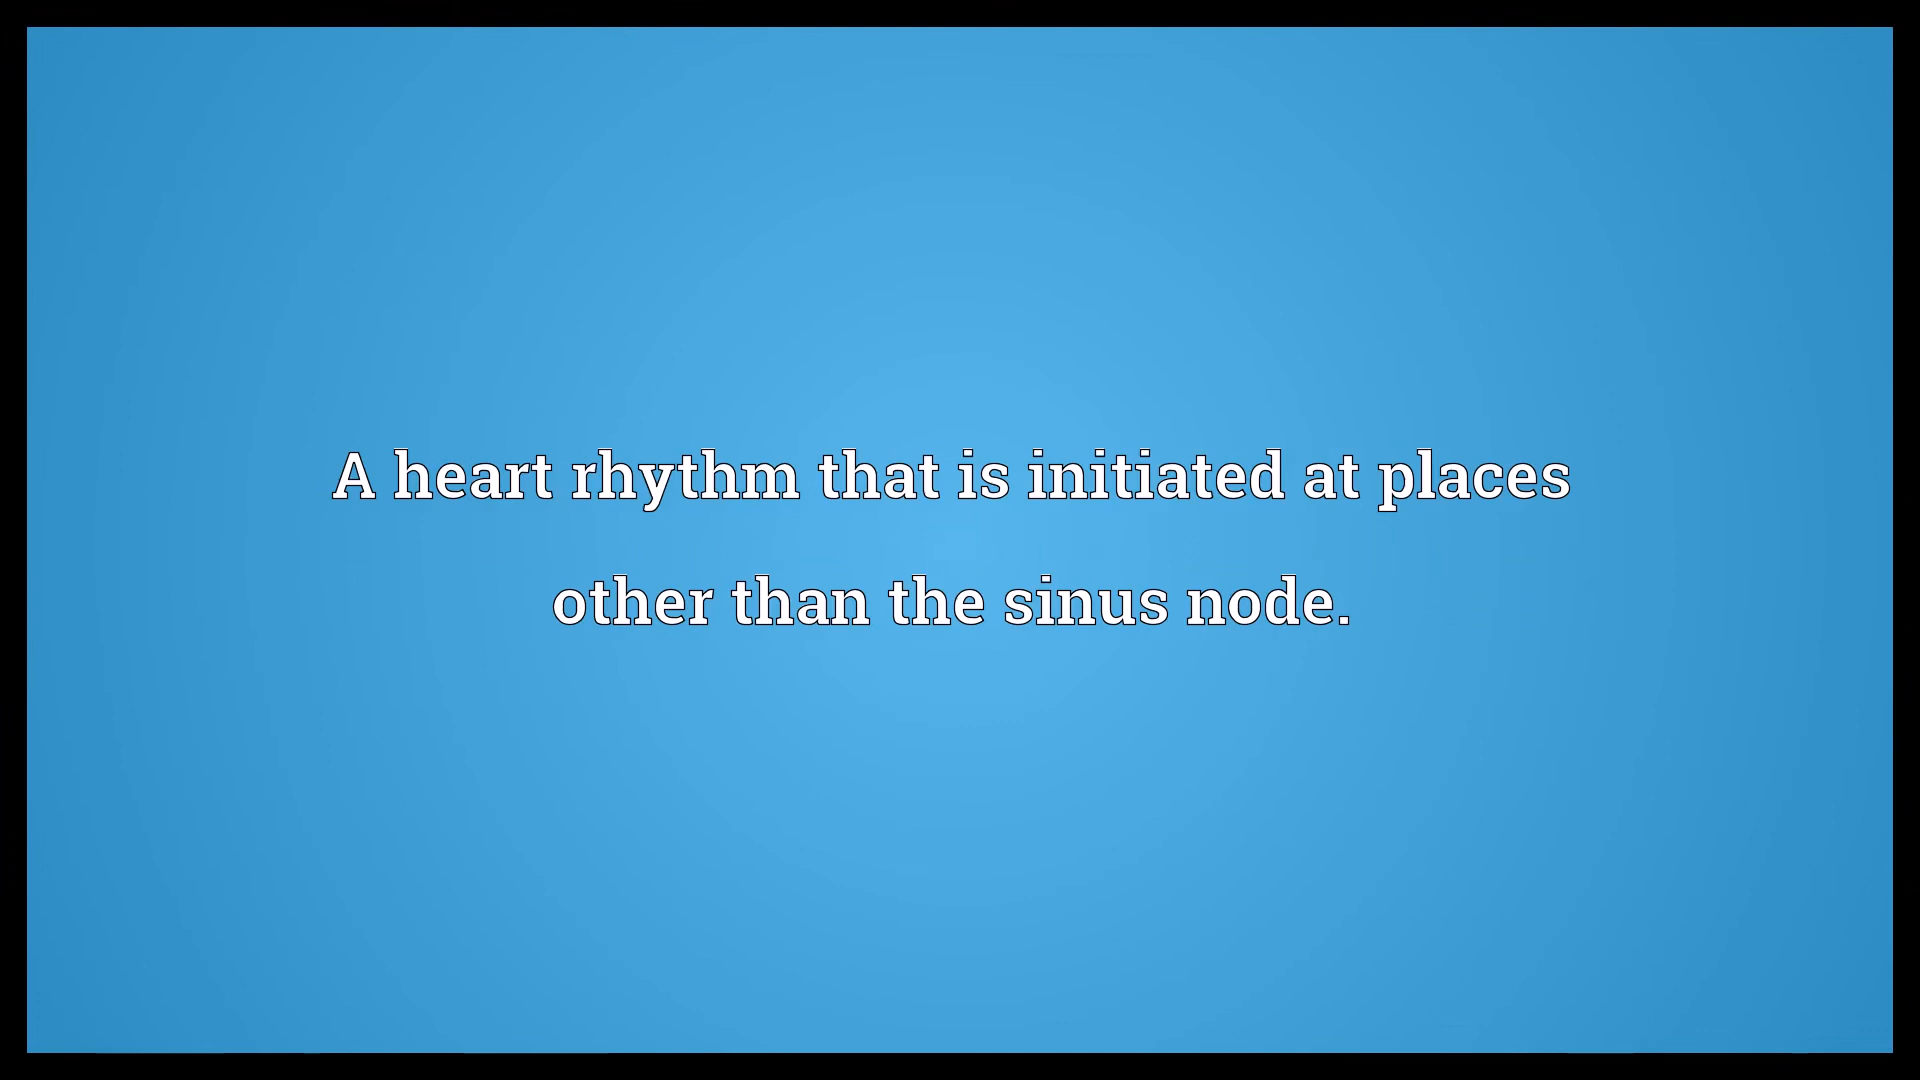 A heart rhythm that is initiated at places
other than the sinus node.